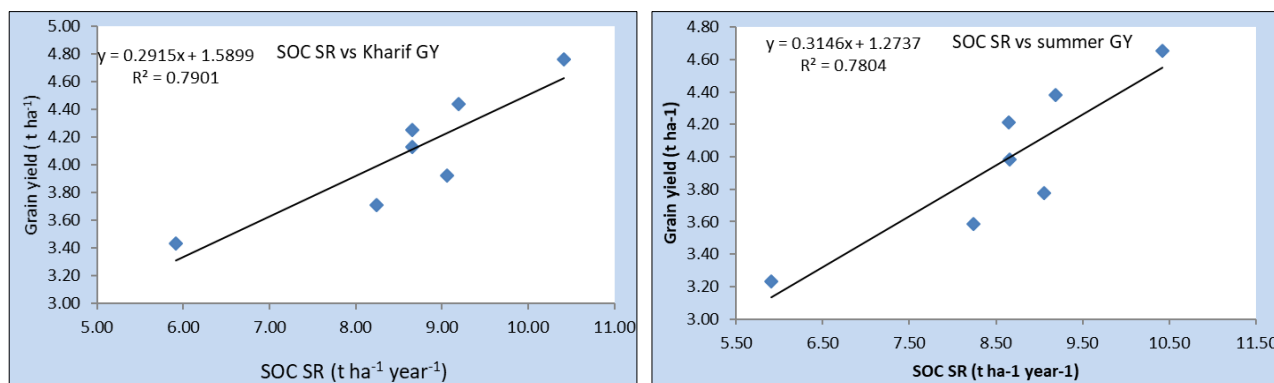 y = 0.2915x + 1.5899
R² = 0.7901
SOC SR vs Kharif GY
5.00
4.80
4.60
4.40
4.20
4.00
3.80
3.60
3.40
3.20
3.00
Grain yield ( t ha⁻¹)
5.00 6.00 7.00 8.00 9.00 10.00 11.00
SOC SR (t ha⁻¹ year⁻¹)
y = 0.3146x + 1.2737
R² = 0.7804
SOC SR vs summer GY
4.80
4.60
4.40
4.20
4.00
3.80
3.60
3.40
3.20
3.00
Grain yield (t ha-1)
5.50 6.50 7.50 8.50 9.50 10.50 11.50
SOC SR (t ha-1 year-1)